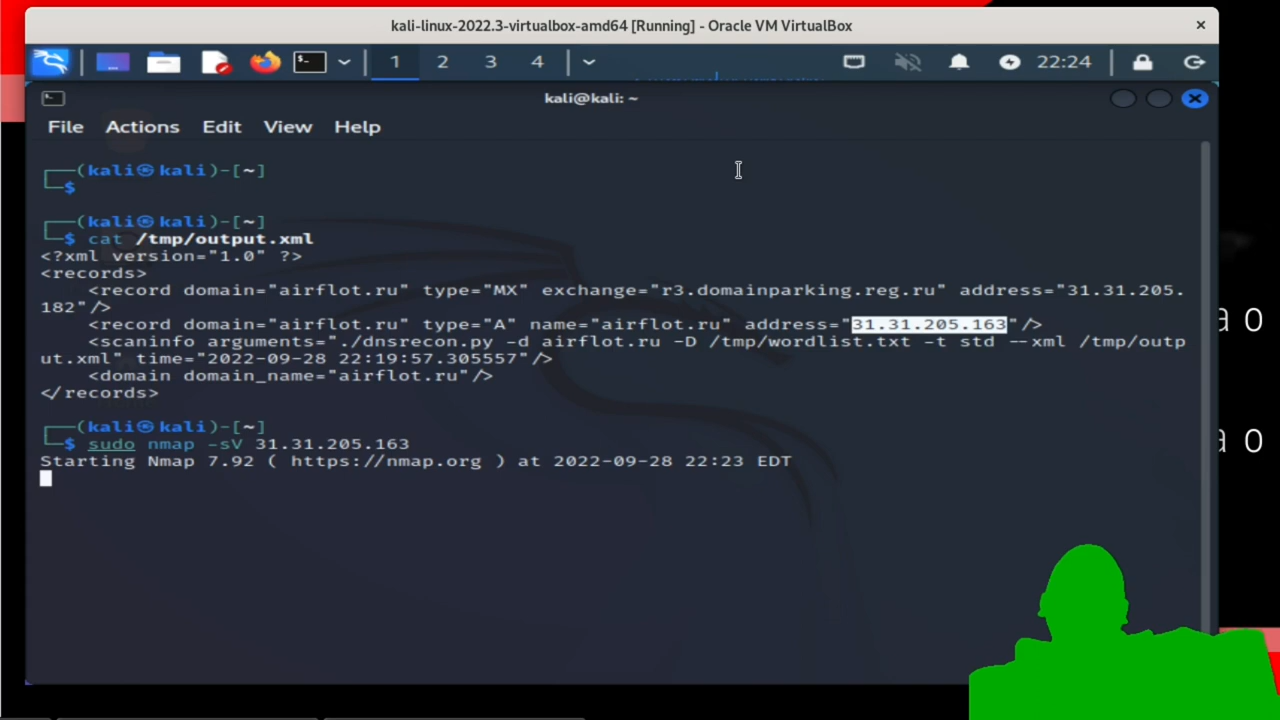 kali-linux-2022.3-virtualbox-amd64 [Running] - Oracle VM VirtualBox
1 2 3 4 22:24
kali@kali: ~
File Actions Edit View Help
┌──(kali㉿kali)-[~]
└─$
┌──(kali㉿kali)-[~]
└─$ cat /tmp/output.xml
<?xml version="1.0" ?>
<records>
<record domain="airflot.ru" type="MX" exchange="r3.domainparking.reg.ru" address="31.31.205.
182"/>
<record domain="airflot.ru" type="A" name="airflot.ru" address="31.31.205.163"/>
<scaninfo arguments="./dnsrecon.py -d airflot.ru -D /tmp/wordlist.txt -t std --xml /tmp/outp
ut.xml" time="2022-09-28 22:19:57.305557"/>
<domain domain_name="airflot.ru"/>
</records>
┌──(kali㉿kali)-[~]
└─$ sudo nmap -sV 31.31.205.163
Starting Nmap 7.92 ( https://nmap.org ) at 2022-09-28 22:23 EDT
a o
a o